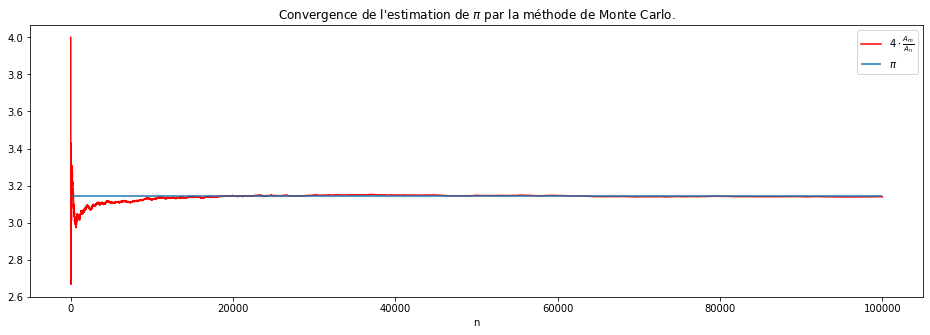 Convergence de l'estimation de π par la méthode de Monte Carlo.
4.0
3.8
3.6
3.4
3.2
3.0
2.8
2.6
4 · A_m/A_n
π
0 20000 40000 60000 80000 100000
n